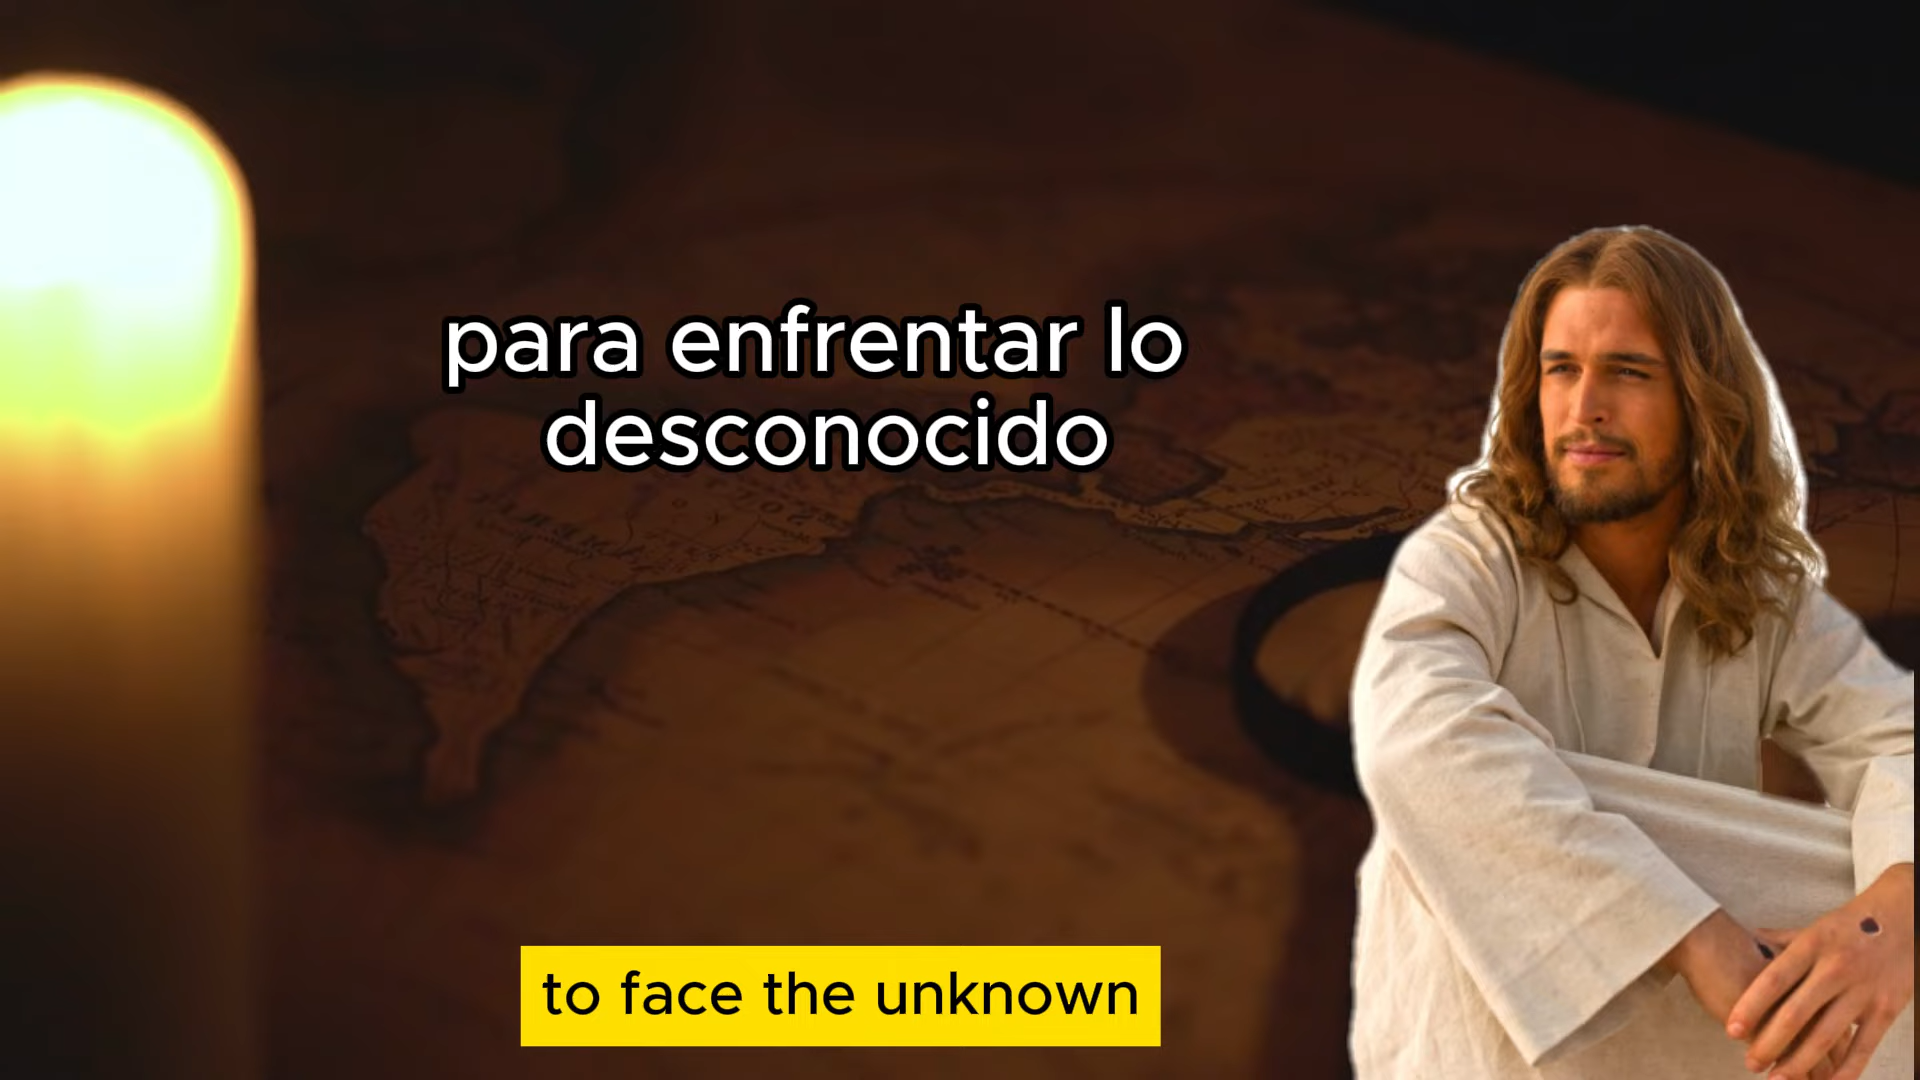 para enfrentar lo
desconocido
to face the unknown